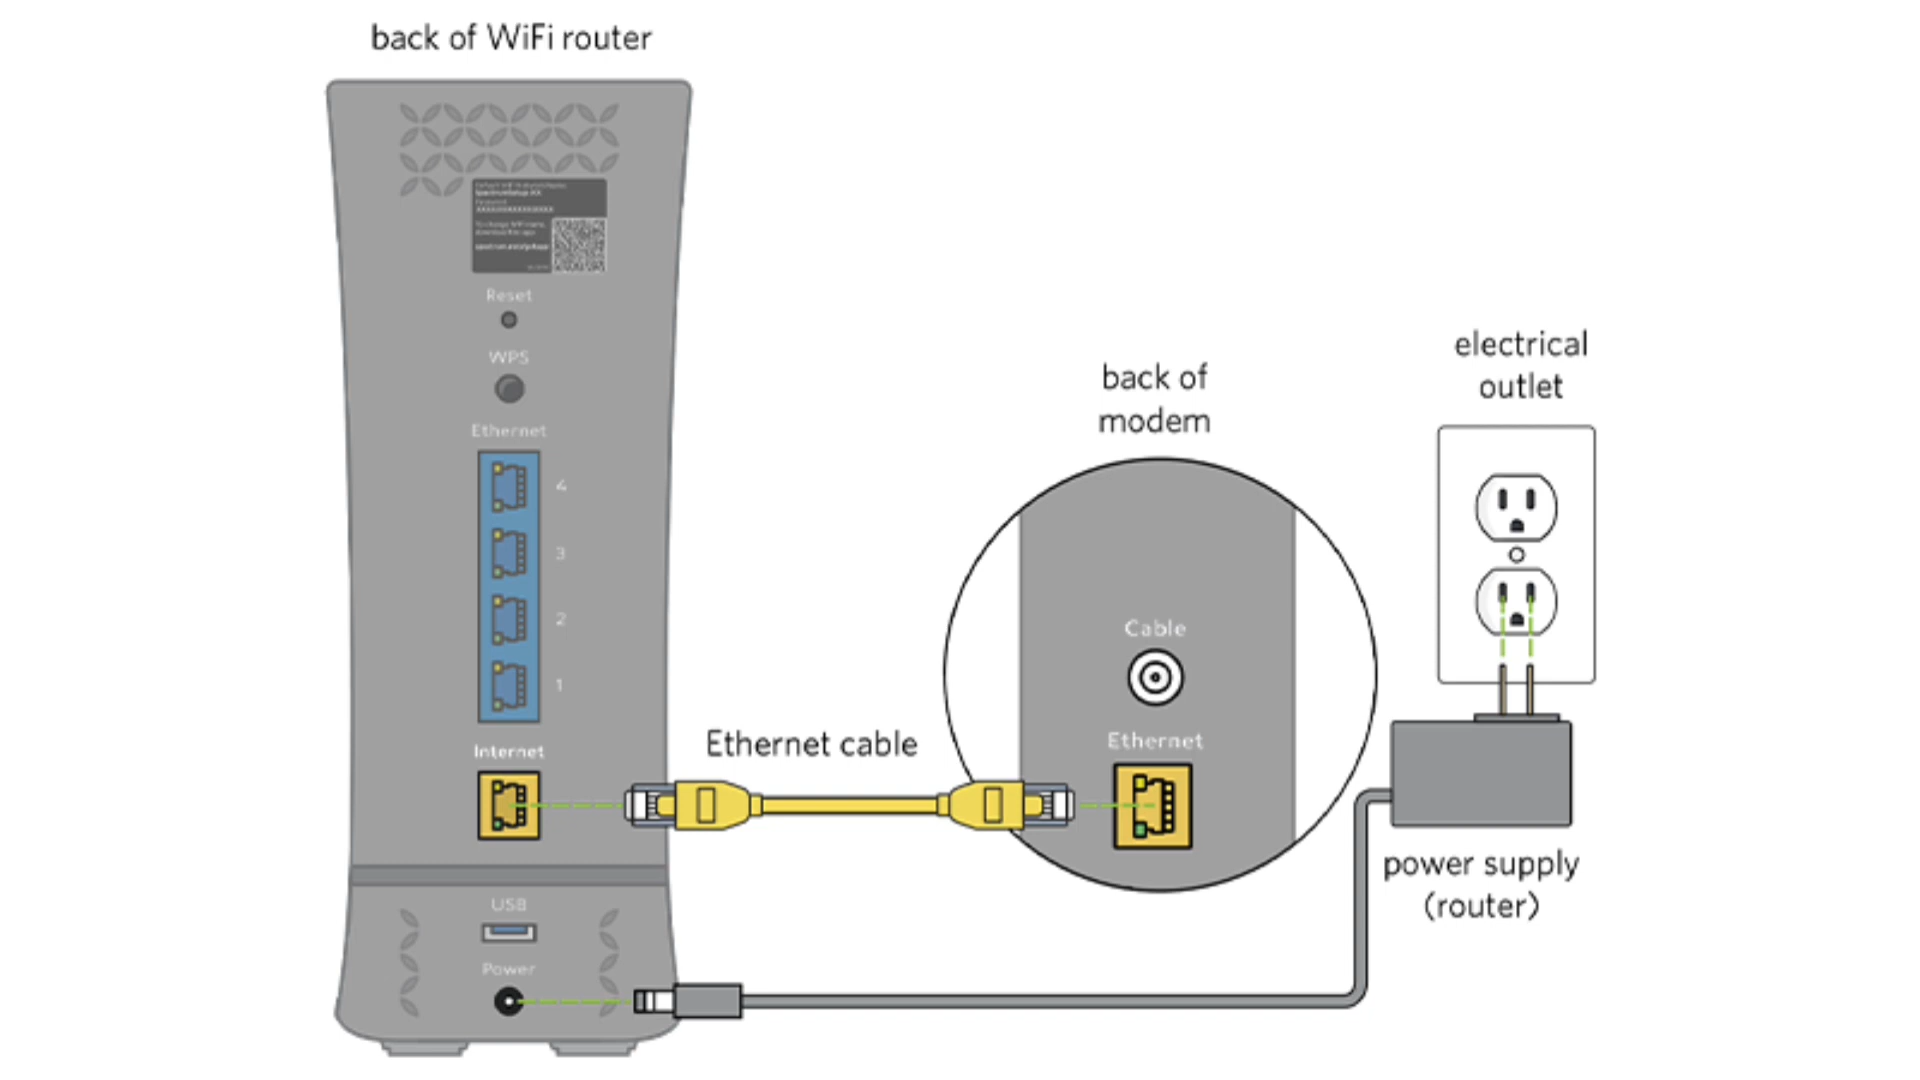 back of WiFi router
Reset
WPS
Ethernet
4
3
2
1
Internet
USB
Power
Ethernet cable
back of
modem
Cable
Ethernet
electrical
outlet
power supply
(router)